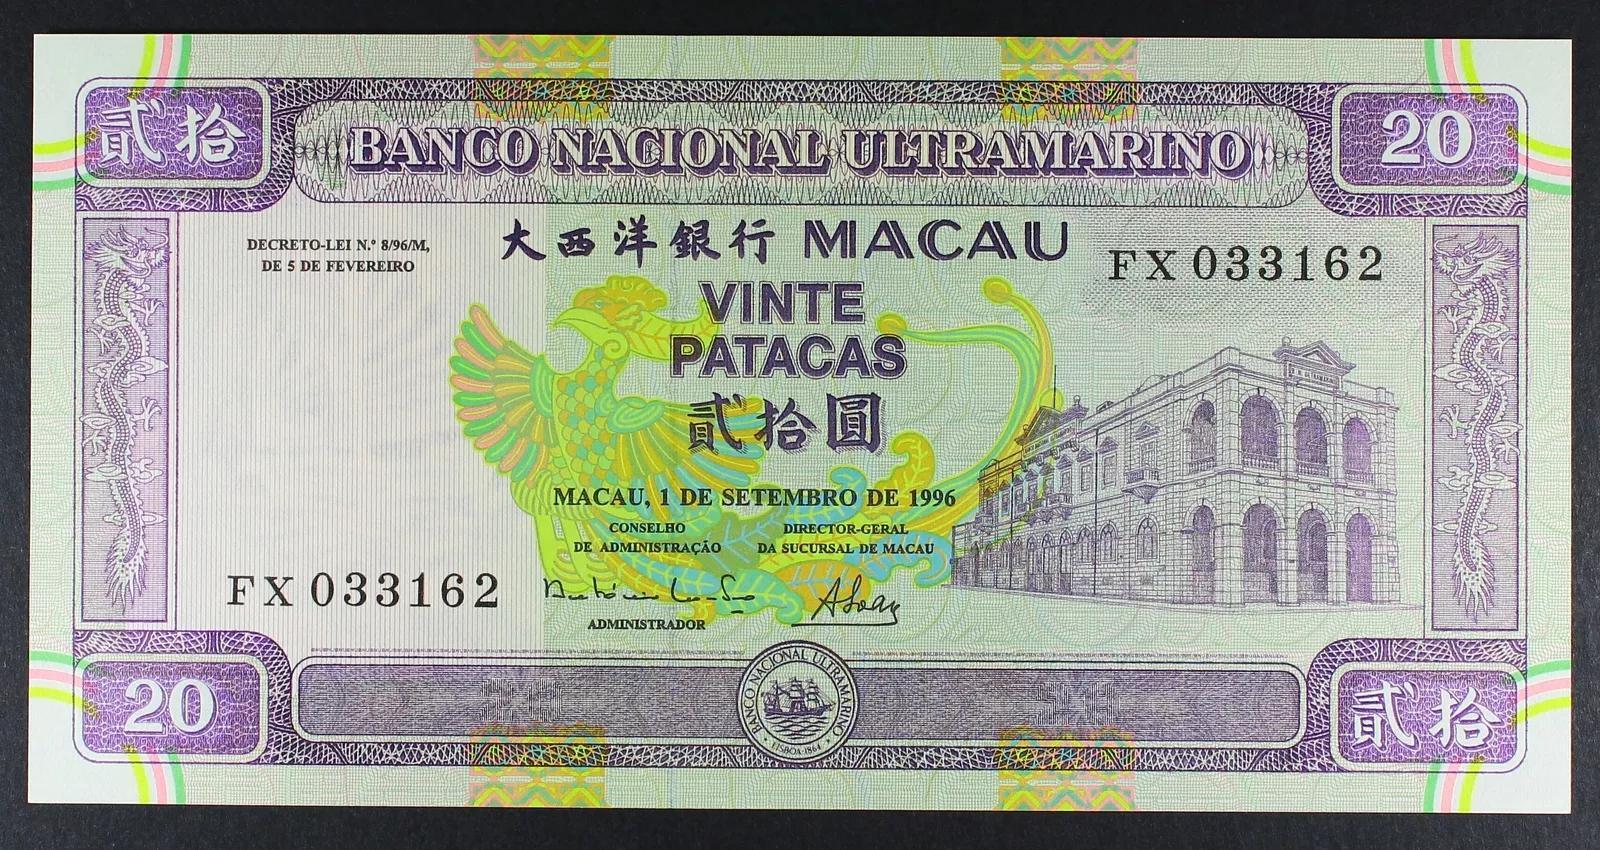 貳拾
BANCO NACIONAL ULTRAMARINO
20
DECRETO-LEI N.º 8/96/M,
DE 5 DE FEVEREIRO
大西洋銀行 MACAU
FX 033162
VINTE
PATACAS
貳拾圓
MACAU, 1 DE SETEMBRO DE 1996
CONSELHO
DE ADMINISTRAÇÃO
DIRECTOR-GERAL
DA SUCURSAL DE MACAU
FX 033162
ADMINISTRADOR
20
BANCO NACIONAL ULTRAMARINO
LISBOA·1864
貳拾